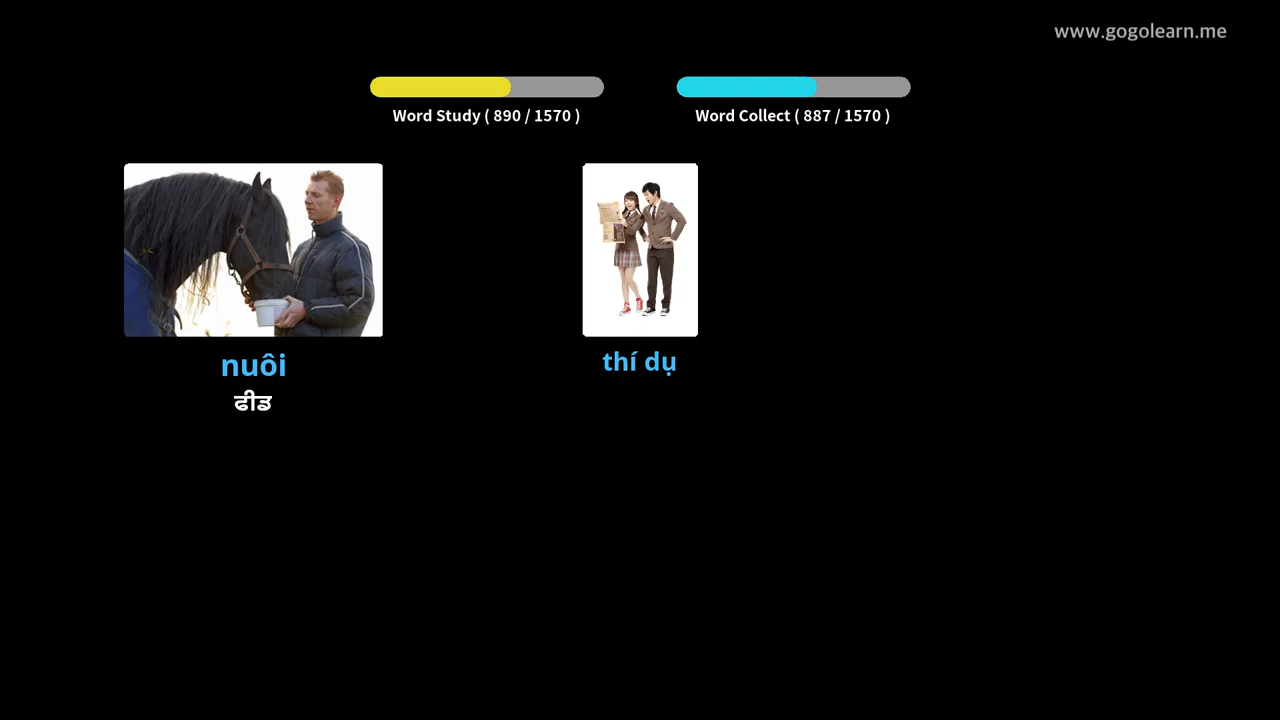 www.gogolearn.me
Word Study ( 890 / 1570 )
Word Collect ( 887 / 1570 )
nuôi
ਫੀਡ
thí dụ